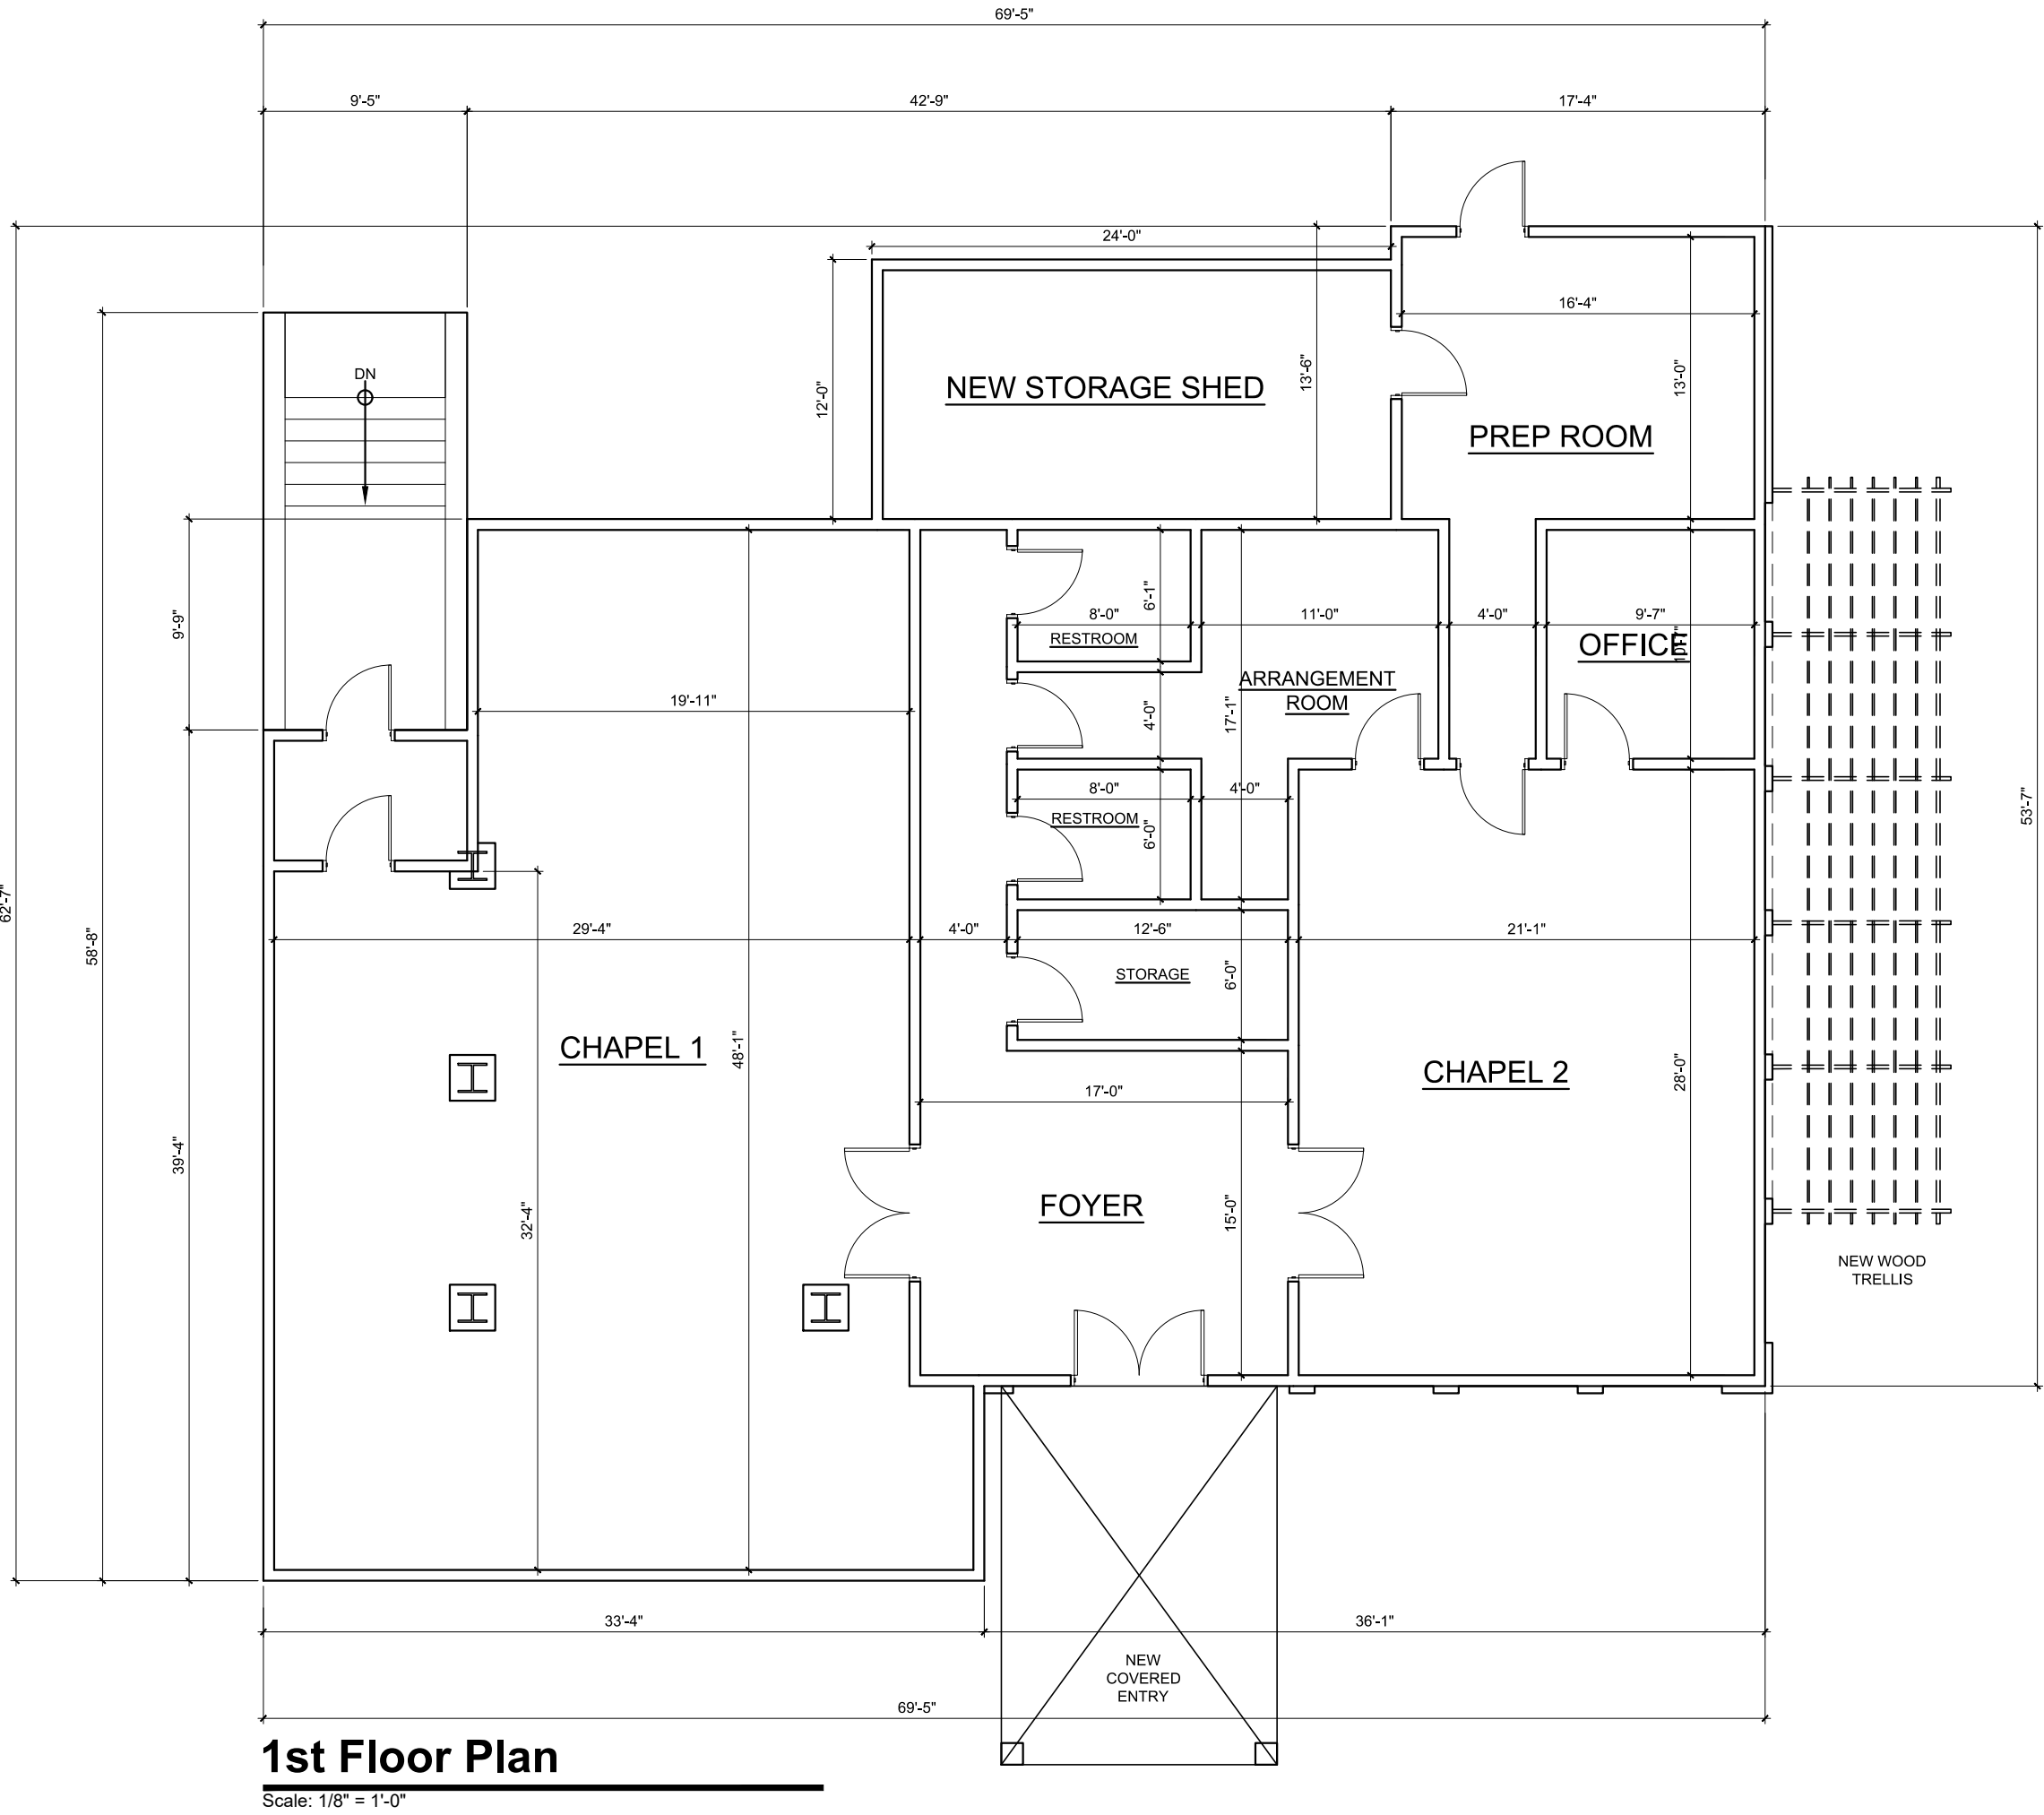 69'-5"
9'-5"
42'-9"
17'-4"
24'-0"
16'-4"
DN
12'-0"
NEW STORAGE SHED
13'-6"
13'-0"
PREP ROOM
9'-9"
8'-0"
6'-1"
11'-0"
4'-0"
9'-7"
RESTROOM
OFFICE
10'-7"
ARRANGEMENT
ROOM
19'-11"
4'-0"
17'-1"
8'-0"
4'-0"
RESTROOM
6'-0"
53'-7"
62'-7"
58'-8"
29'-4"
4'-0"
12'-6"
21'-1"
STORAGE
6'-0"
CHAPEL 1
48'-1"
CHAPEL 2
28'-0"
17'-0"
39'-4"
32'-4"
FOYER
15'-0"
NEW WOOD
TRELLIS
33'-4"
36'-1"
NEW
COVERED
ENTRY
69'-5"
1st Floor Plan
Scale: 1/8" = 1'-0"